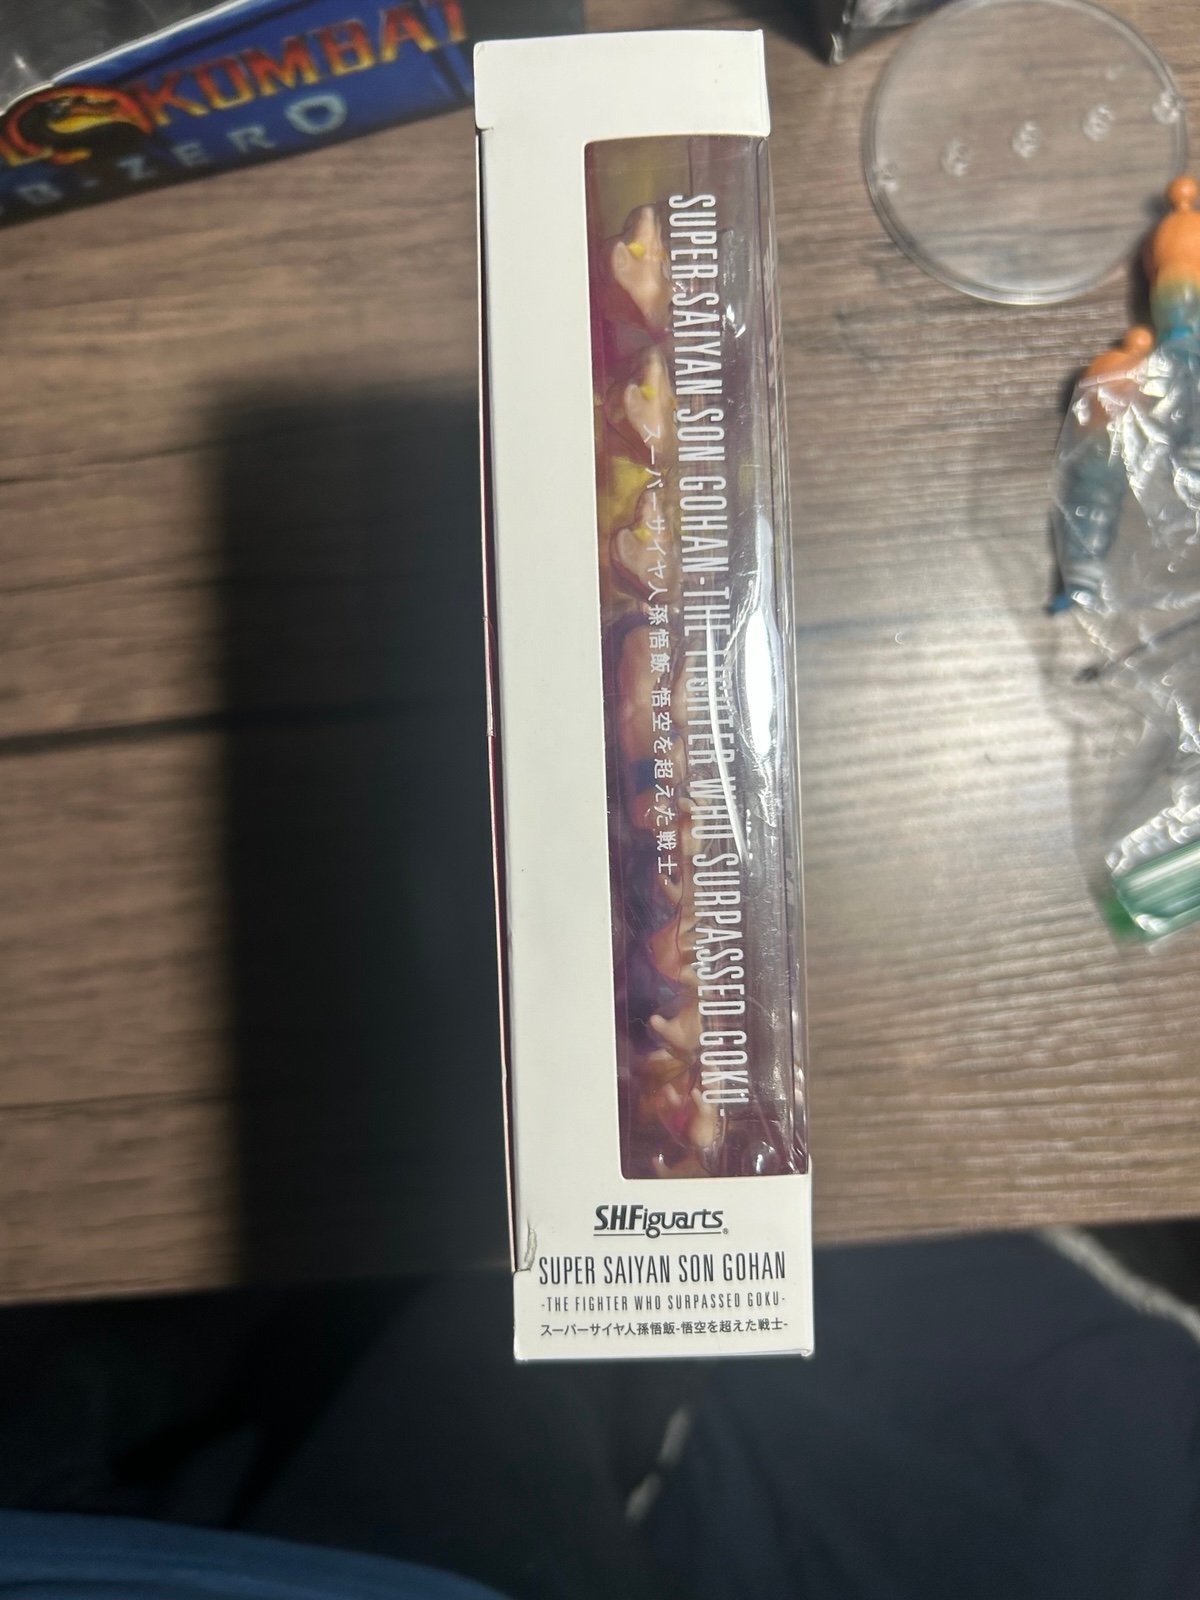 KOMBAT
-ZERO
SUPER SAIYAN SON GOHAN-THE FIGHTER WHO SURPASSED GOKU-
スーパーサイヤ人孫悟飯-悟空を超えた戦士-
S.H.Figuarts
SUPER SAIYAN SON GOHAN
-THE FIGHTER WHO SURPASSED GOKU-
スーパーサイヤ人孫悟飯-悟空を超えた戦士-